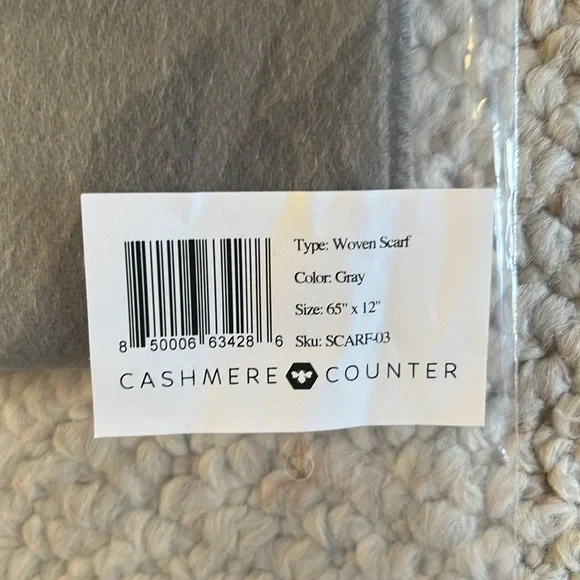 Type: Woven Scarf
Color: Gray
Size: 65" x 12"
8 50006 63428 6 Sku: SCARF-03
CASHMERE COUNTER